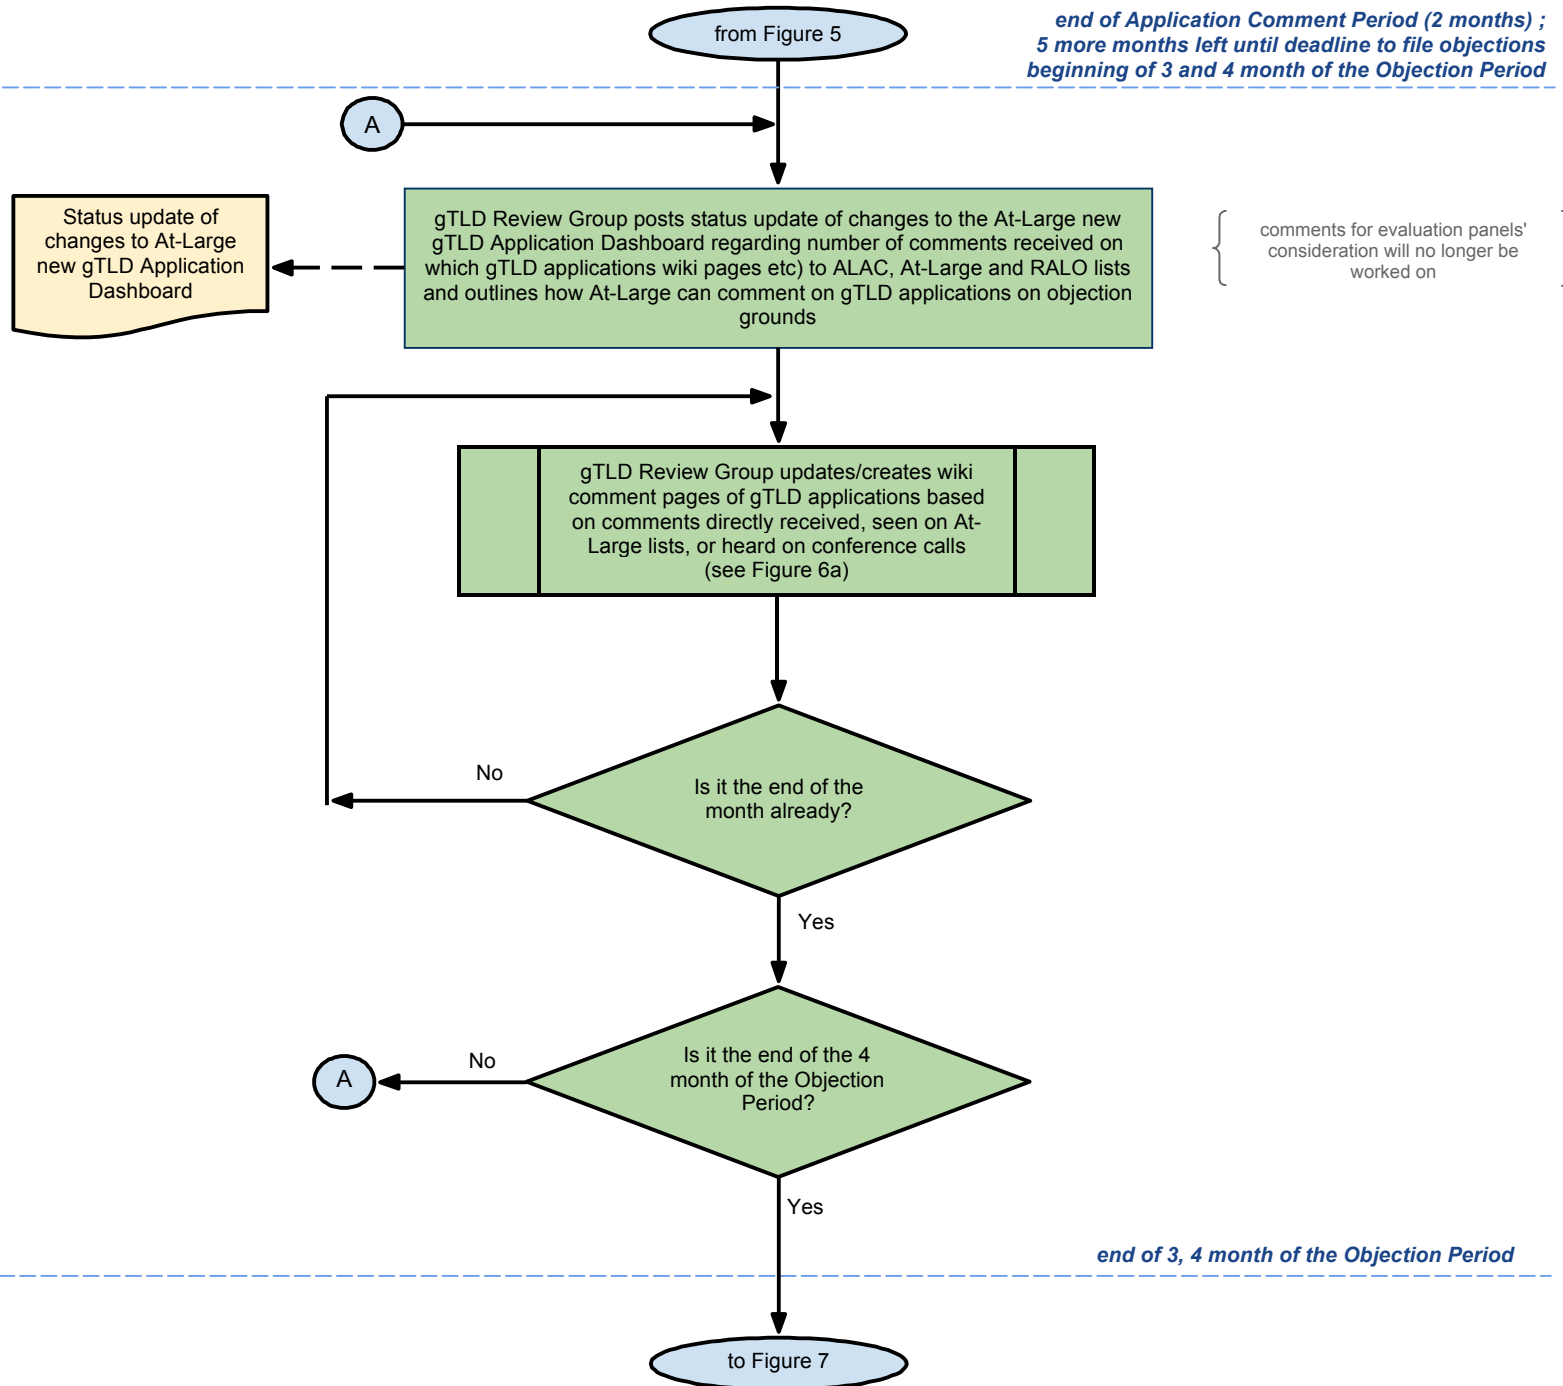 from Figure 5
end of Application Comment Period (2 months) ;
5 more months left until deadline to file objections
beginning of 3 and 4 month of the Objection Period
A
Status update of
changes to At-Large
new gTLD Application
Dashboard
gTLD Review Group posts status update of changes to the At-Large new
gTLD Application Dashboard regarding number of comments received on
which gTLD applications wiki pages etc) to ALAC, At-Large and RALO lists
and outlines how At-Large can comment on gTLD applications on objection
grounds
comments for evaluation panels'
consideration will no longer be
worked on
gTLD Review Group updates/creates wiki
comment pages of gTLD applications based
on comments directly received, seen on At-
Large lists, or heard on conference calls
(see Figure 6a)
No
Is it the end of the
month already?
Yes
A
No
Is it the end of the 4
month of the Objection
Period?
Yes
end of 3, 4 month of the Objection Period
to Figure 7